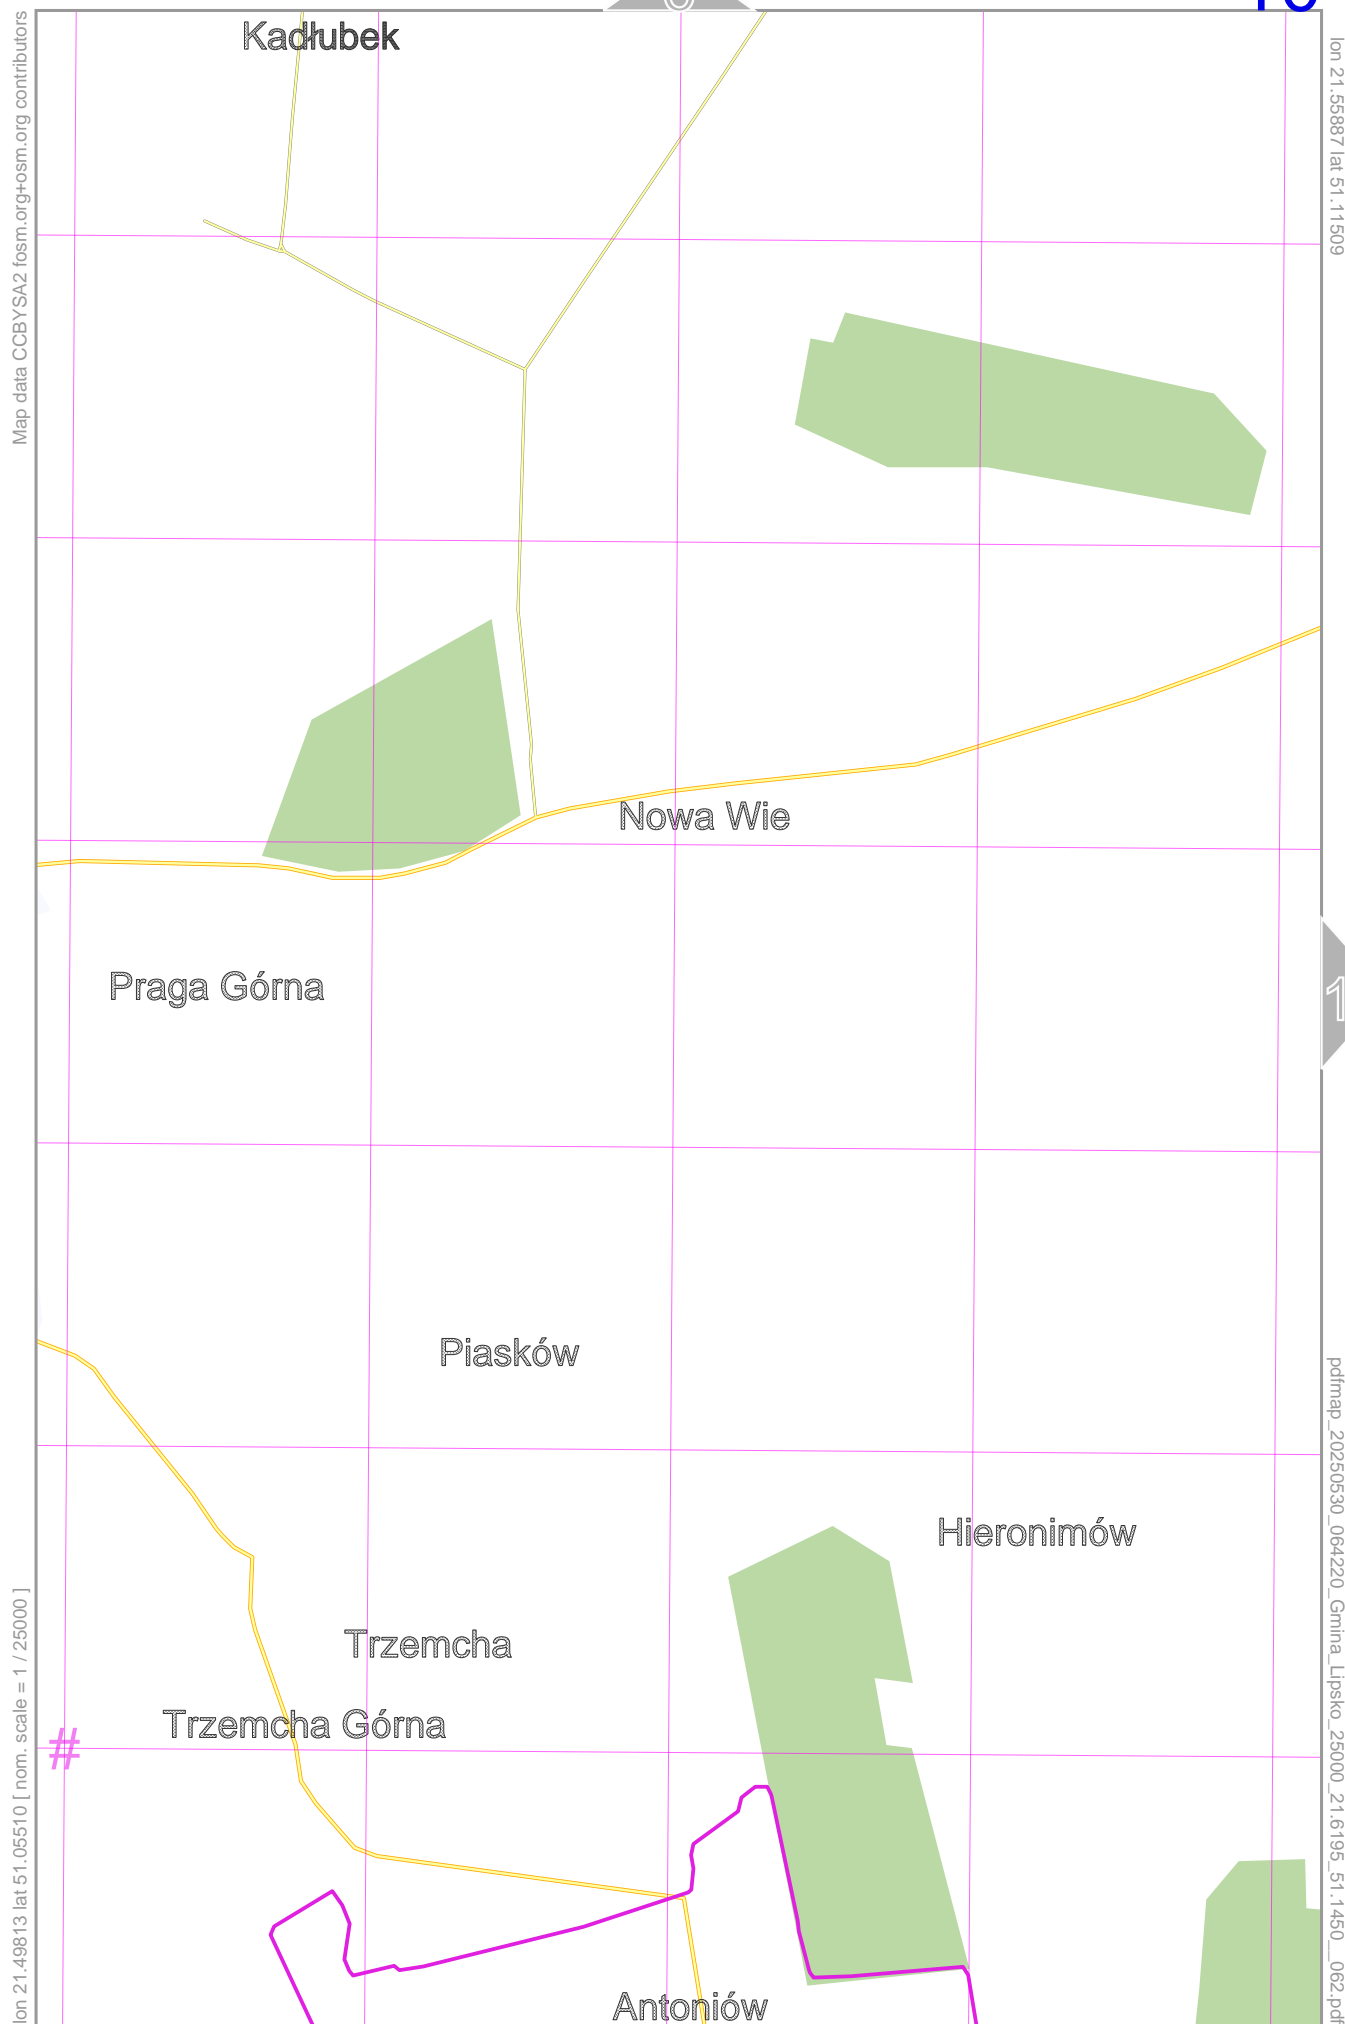 Kadłubek
Nowa Wie
Praga Górna
Piasków
Hieronimów
Trzemcha
Trzemcha Górna
#
Antoniów
Map data CCBYSA2 fosm.org+osm.org contributors
lon 21.49813 lat 51.05510 [ nom. scale = 1 / 25000 ]
lon 21.55887 lat 51.11509
pdfmap_20250530_064220_Gmina_Lipsko_25000_21.6195_51.1450__062.pdf